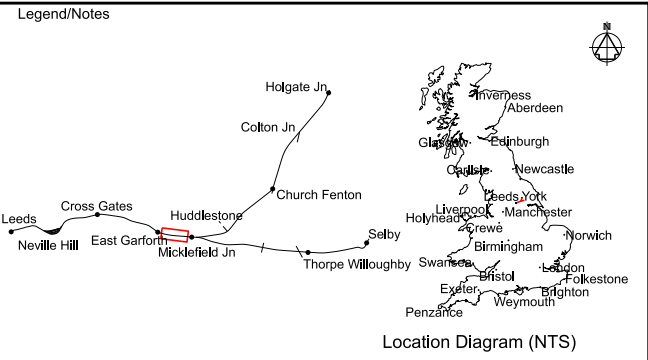 Legend/Notes
N
Holgate Jn
Colton Jn
Church Fenton
Huddlestone
Cross Gates
Leeds
Neville Hill
East Garforth
Micklefield Jn
Selby
Thorpe Willoughby
Inverness
Aberdeen
Glasgow
Edinburgh
Carlisle
Newcastle
Leeds
York
Liverpool
Manchester
Holyhead
Crewe
Norwich
Birmingham
Swansea
London
Bristol
Folkestone
Exeter
Brighton
Weymouth
Penzance
Location Diagram (NTS)